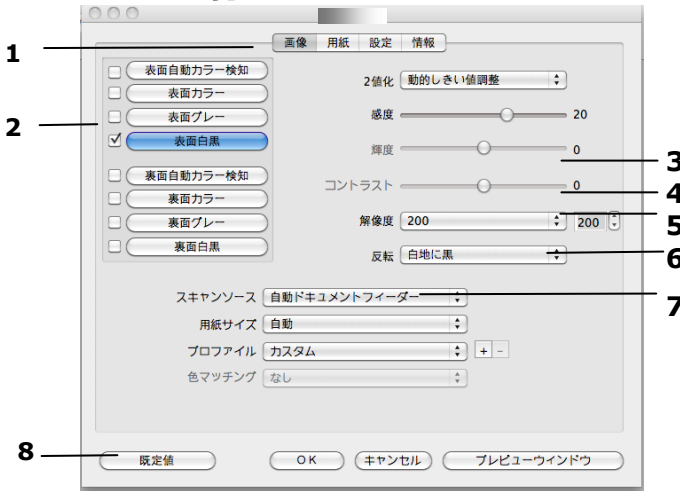 1
画像 用紙 設定 情報
2
表面自動カラー検知
表面カラー
表面グレー
表面白黒
裏面自動カラー検知
裏面カラー
裏面グレー
裏面白黒
2値化 動的しきい値調整
感度 20
輝度 0
3
コントラスト 0
4
解像度 200 200
5
反転 白地に黒
6
スキャンソース 自動ドキュメントフィーダー
7
用紙サイズ 自動
プロファイル カスタム + -
色マッチング なし
8
既定値 OK キャンセル プレビューウインドウ